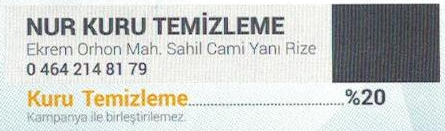 NUR KURU TEMİZLEME
Ekrem Orhon Mah. Sahil Cami Yanı Rize
0 464 214 81 79
Kuru Temizleme............................................%20
Kampanya ile birleştirilemez.